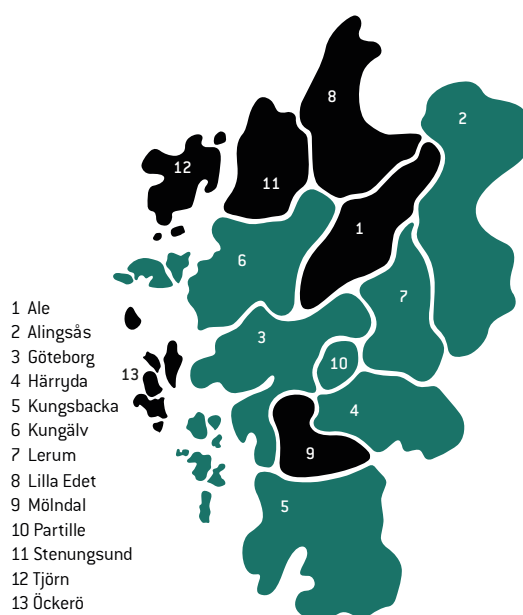 8
2
12
11
1
6
7
3
10
13
4
9
5
1 Ale
2 Alingsås
3 Göteborg
4 Härryda
5 Kungsbacka
6 Kungälv
7 Lerum
8 Lilla Edet
9 Mölndal
10 Partille
11 Stenungsund
12 Tjörn
13 Öckerö